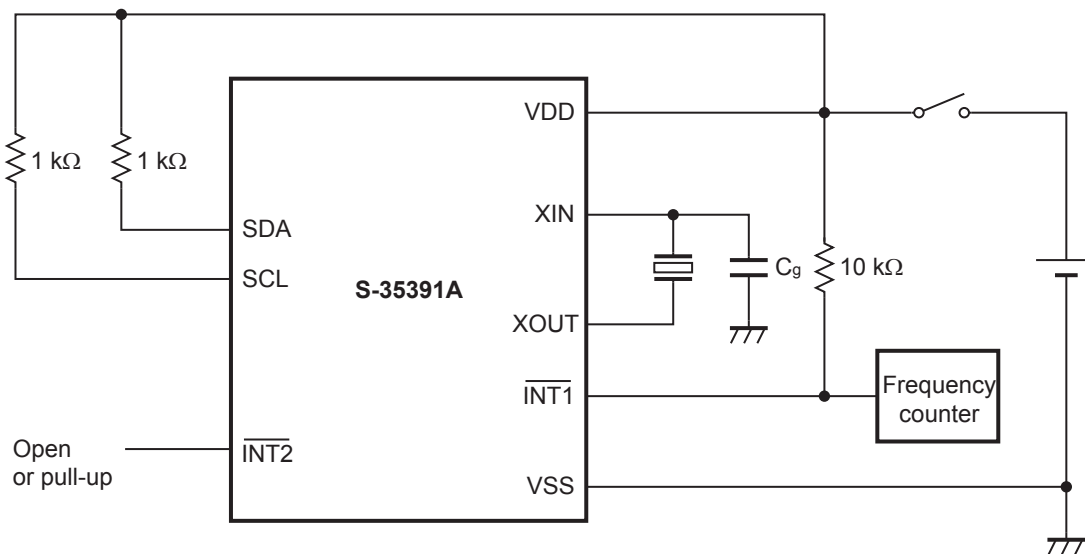 VDD
1 kΩ
1 kΩ
XIN
SDA
SCL
S-35391A
Cg
10 kΩ
XOUT
INT1
Frequency
counter
Open
or pull-up
INT2
VSS